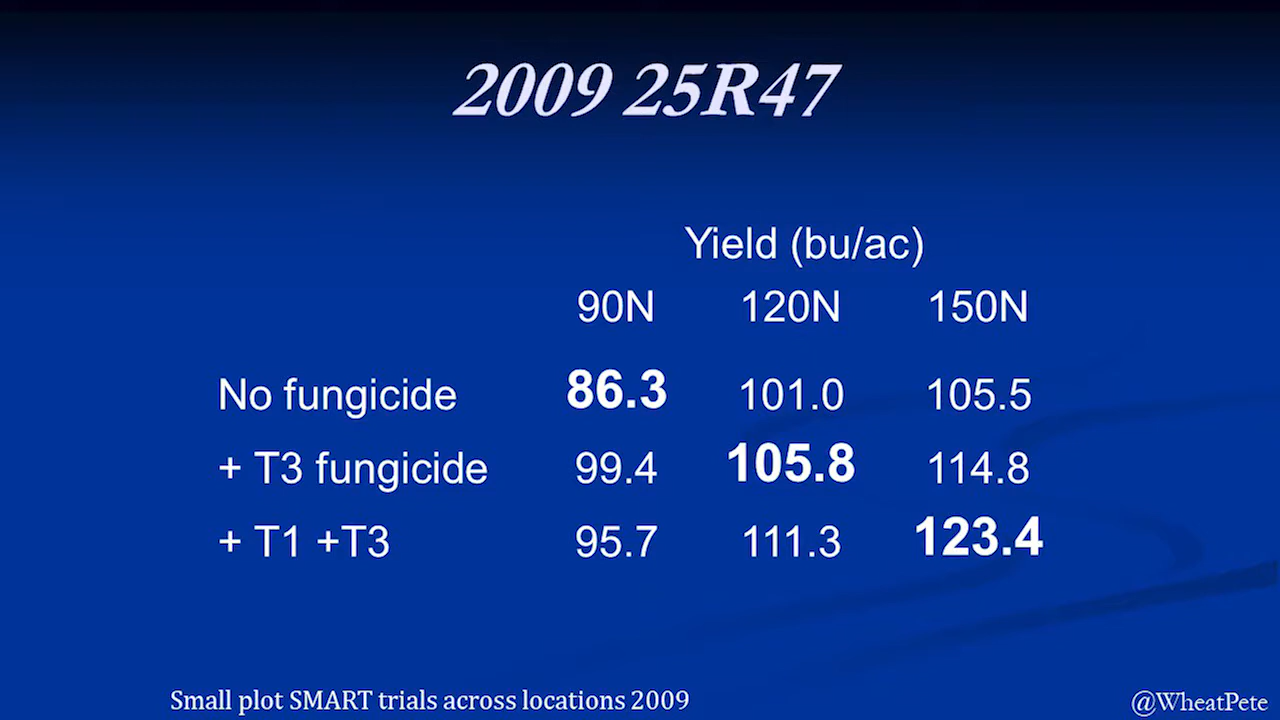 2009 25R47
Yield (bu/ac)
90N 120N 150N
No fungicide 86.3 101.0 105.5
+ T3 fungicide 99.4 105.8 114.8
+ T1 +T3 95.7 111.3 123.4
Small plot SMART trials across locations 2009
@WheatPete